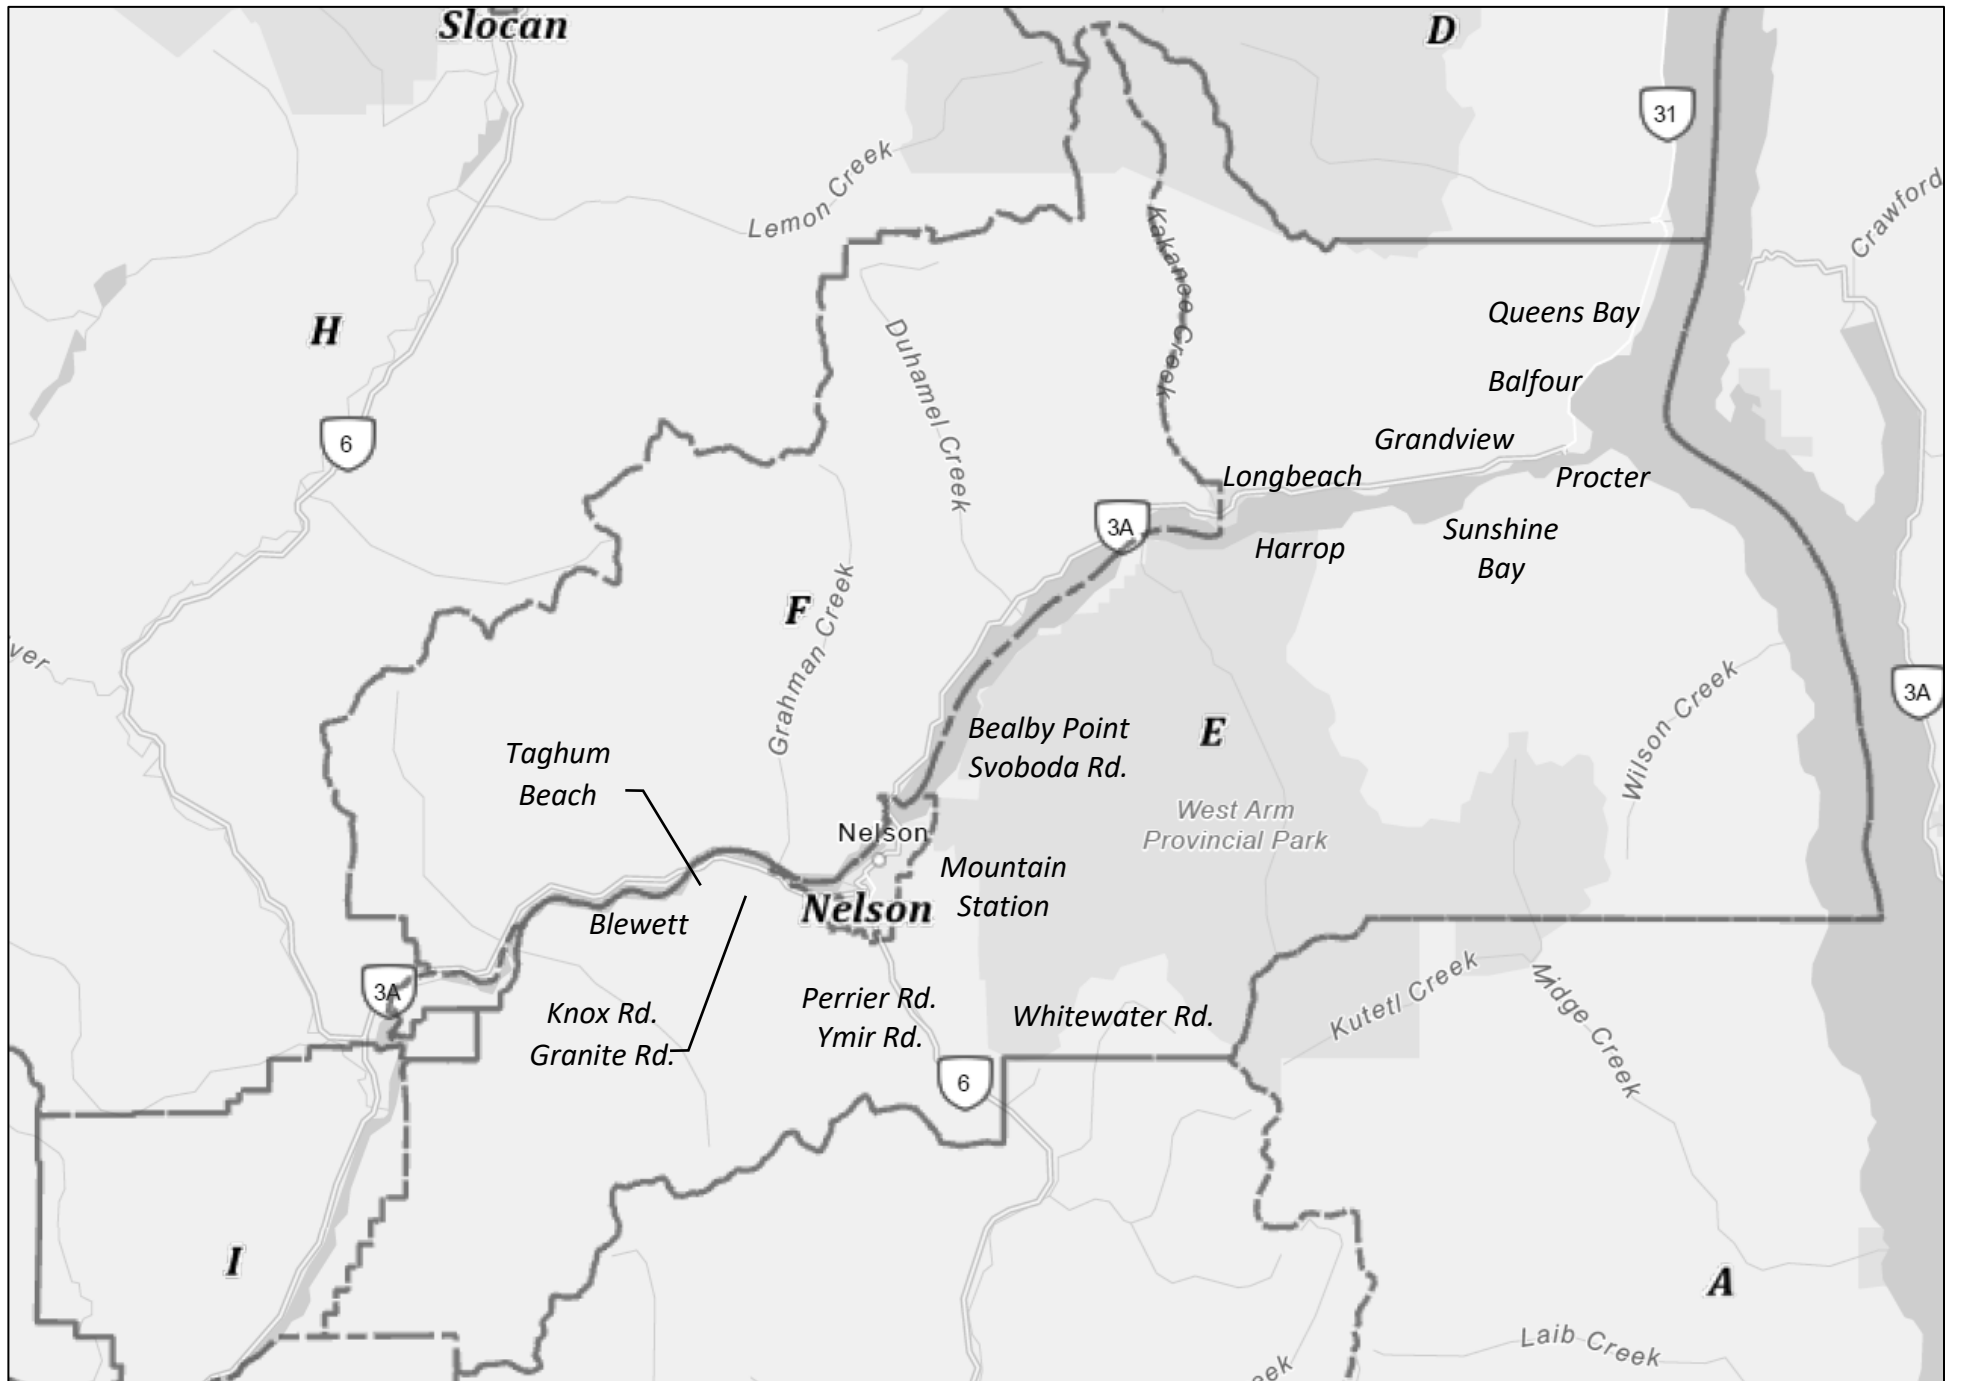 Slocan
D
31
Lemon Creek
Crawford
Kakanee Creek
H
Queens Bay
Duhamel Creek
Balfour
6
Grandview
Longbeach
Procter
3A
Sunshine
Bay
Harrop
F
Grahman Creek
ver
Wilson Creek
3A
Bealby Point
Svoboda Rd.
E
Taghum
Beach
West Arm
Provincial Park
Nelson
Mountain
Station
Nelson
Blewett
Kutetl Creek
Midge Creek
3A
Knox Rd.
Granite Rd.
Perrier Rd.
Ymir Rd.
Whitewater Rd.
6
I
A
Laib Creek
eek